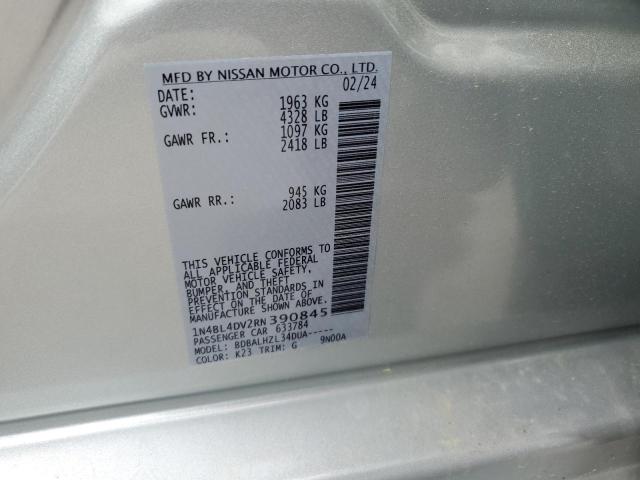 MFD BY NISSAN MOTOR CO., LTD.
DATE: 02/24
GVWR: 1963 KG
4328 LB
GAWR FR.: 1097 KG
2418 LB
GAWR RR.: 945 KG
2083 LB
THIS VEHICLE CONFORMS TO
ALL APPLICABLE FEDERAL
MOTOR VEHICLE SAFETY,
BUMPER, AND THEFT
PREVENTION STANDARDS IN
EFFECT ON THE DATE OF
MANUFACTURE SHOWN ABOVE.
1N4BL4DV2RN390845
PASSENGER CAR 633784
MODEL: BDBALHZL34DUA-----
COLOR: K23 TRIM: G 9N00A